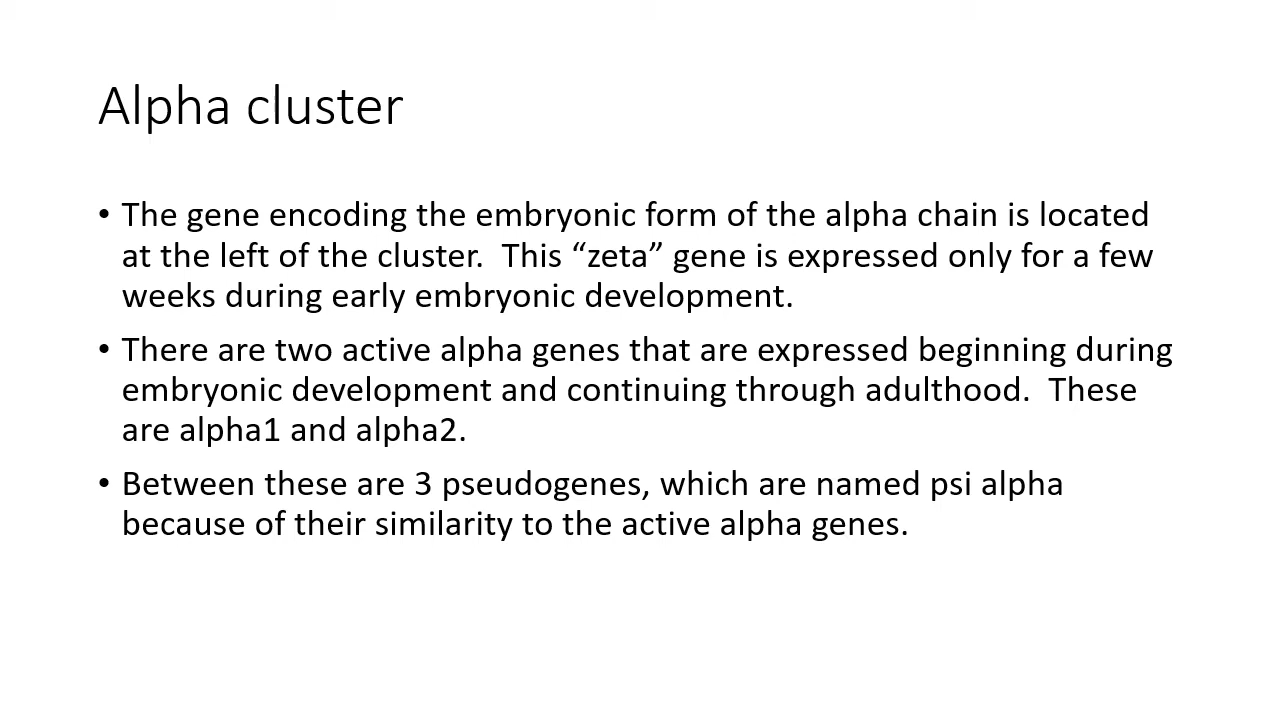 Alpha cluster
• The gene encoding the embryonic form of the alpha chain is located
at the left of the cluster.  This “zeta” gene is expressed only for a few
weeks during early embryonic development.
• There are two active alpha genes that are expressed beginning during
embryonic development and continuing through adulthood.  These
are alpha1 and alpha2.
• Between these are 3 pseudogenes, which are named psi alpha
because of their similarity to the active alpha genes.